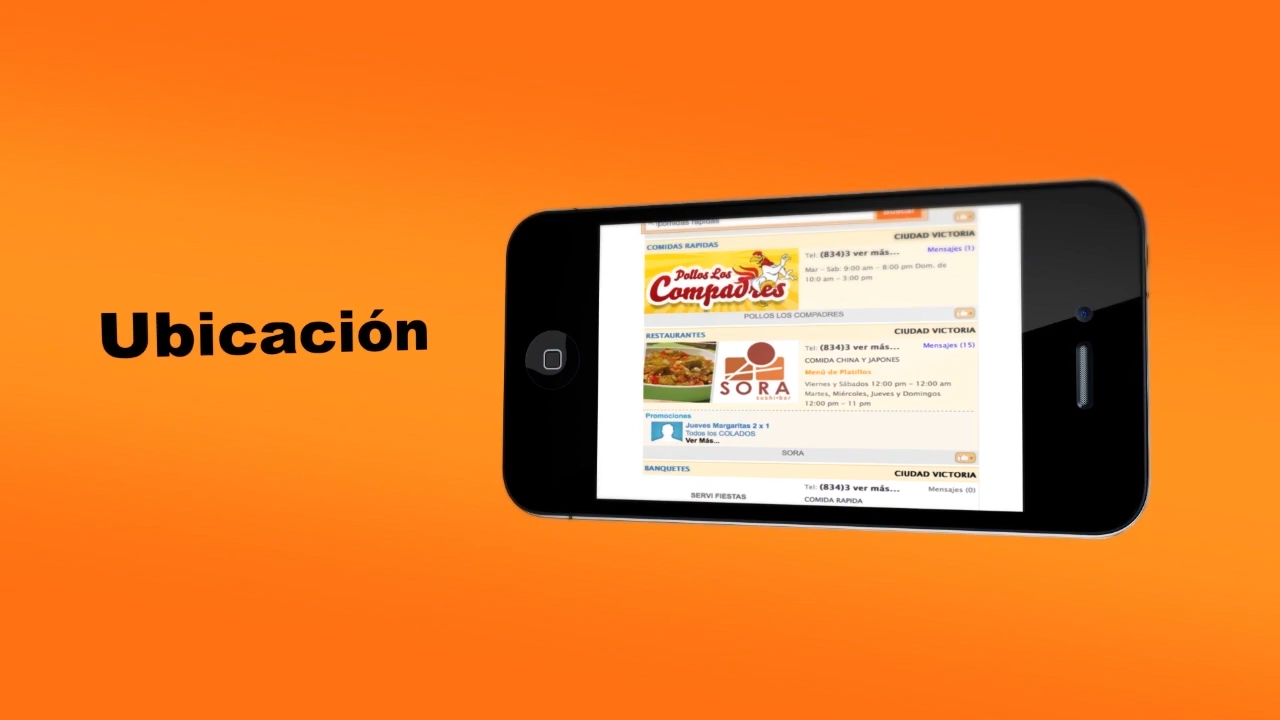 Ubicación
Buscar
CIUDAD VICTORIA
COMIDAS RAPIDAS
Pollos Los
Compadres
Tel: (834)3 ver más...
Mensajes (1)
Mar - Sab: 9:00 am - 8:00 pm Dom. de
10:0 am - 3:00 pm
POLLOS LOS COMPADRES
RESTAURANTES
CIUDAD VICTORIA
SORA
sushi•bar
Tel: (834)3 ver más...
Mensajes (15)
COMIDA CHINA Y JAPONES
Menú de Platillos
Viernes y Sábados 12:00 pm - 12:00 am
Martes, Miércoles, Jueves y Domingos
12:00 pm - 11 pm
Promociones
Jueves Margaritas 2 x 1
Todos los COLADOS
Ver Más...
SORA
BANQUETES
CIUDAD VICTORIA
SERVI FIESTAS
Tel: (834)3 ver más...
Mensajes (0)
COMIDA RAPIDA